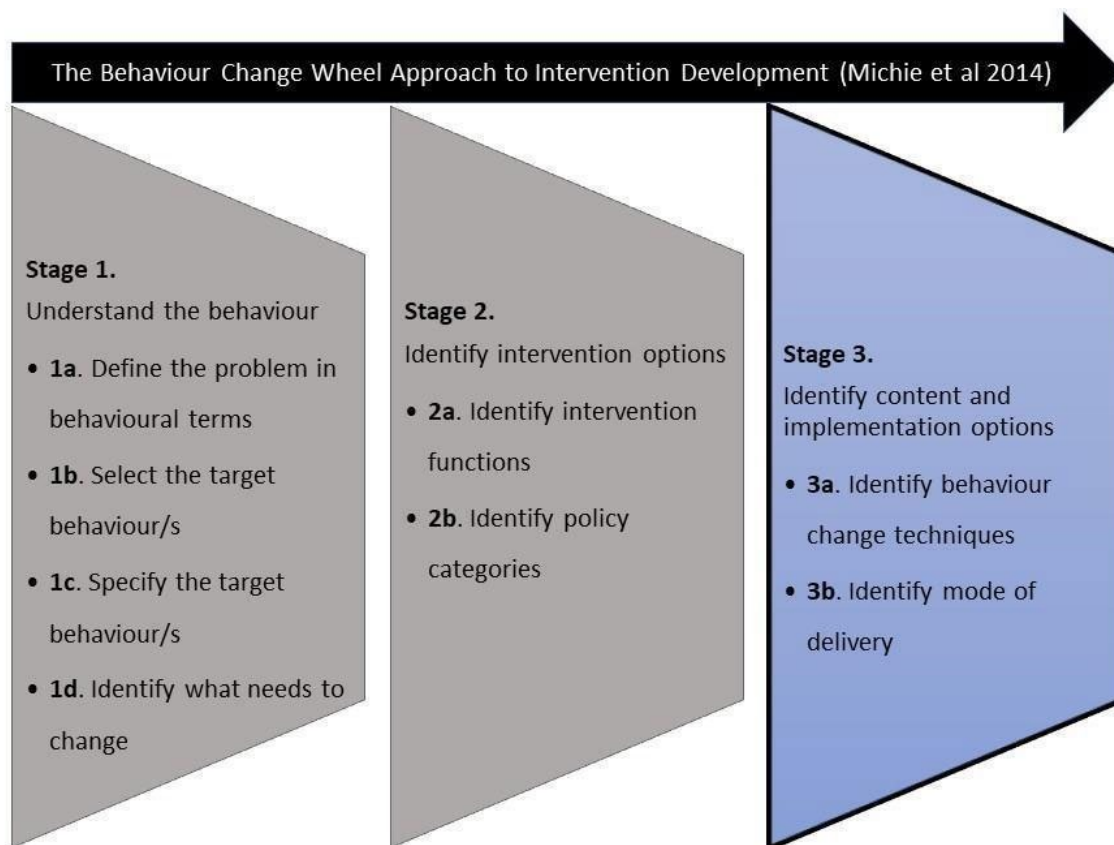 The Behaviour Change Wheel Approach to Intervention Development (Michie et al 2014)
Stage 1.
Understand the behaviour
• 1a. Define the problem in
behavioural terms
• 1b. Select the target
behaviour/s
• 1c. Specify the target
behaviour/s
• 1d. Identify what needs to
change
Stage 2.
Identify intervention options
• 2a. Identify intervention
functions
• 2b. Identify policy
categories
Stage 3.
Identify content and
implementation options
• 3a. Identify behaviour
change techniques
• 3b. Identify mode of
delivery